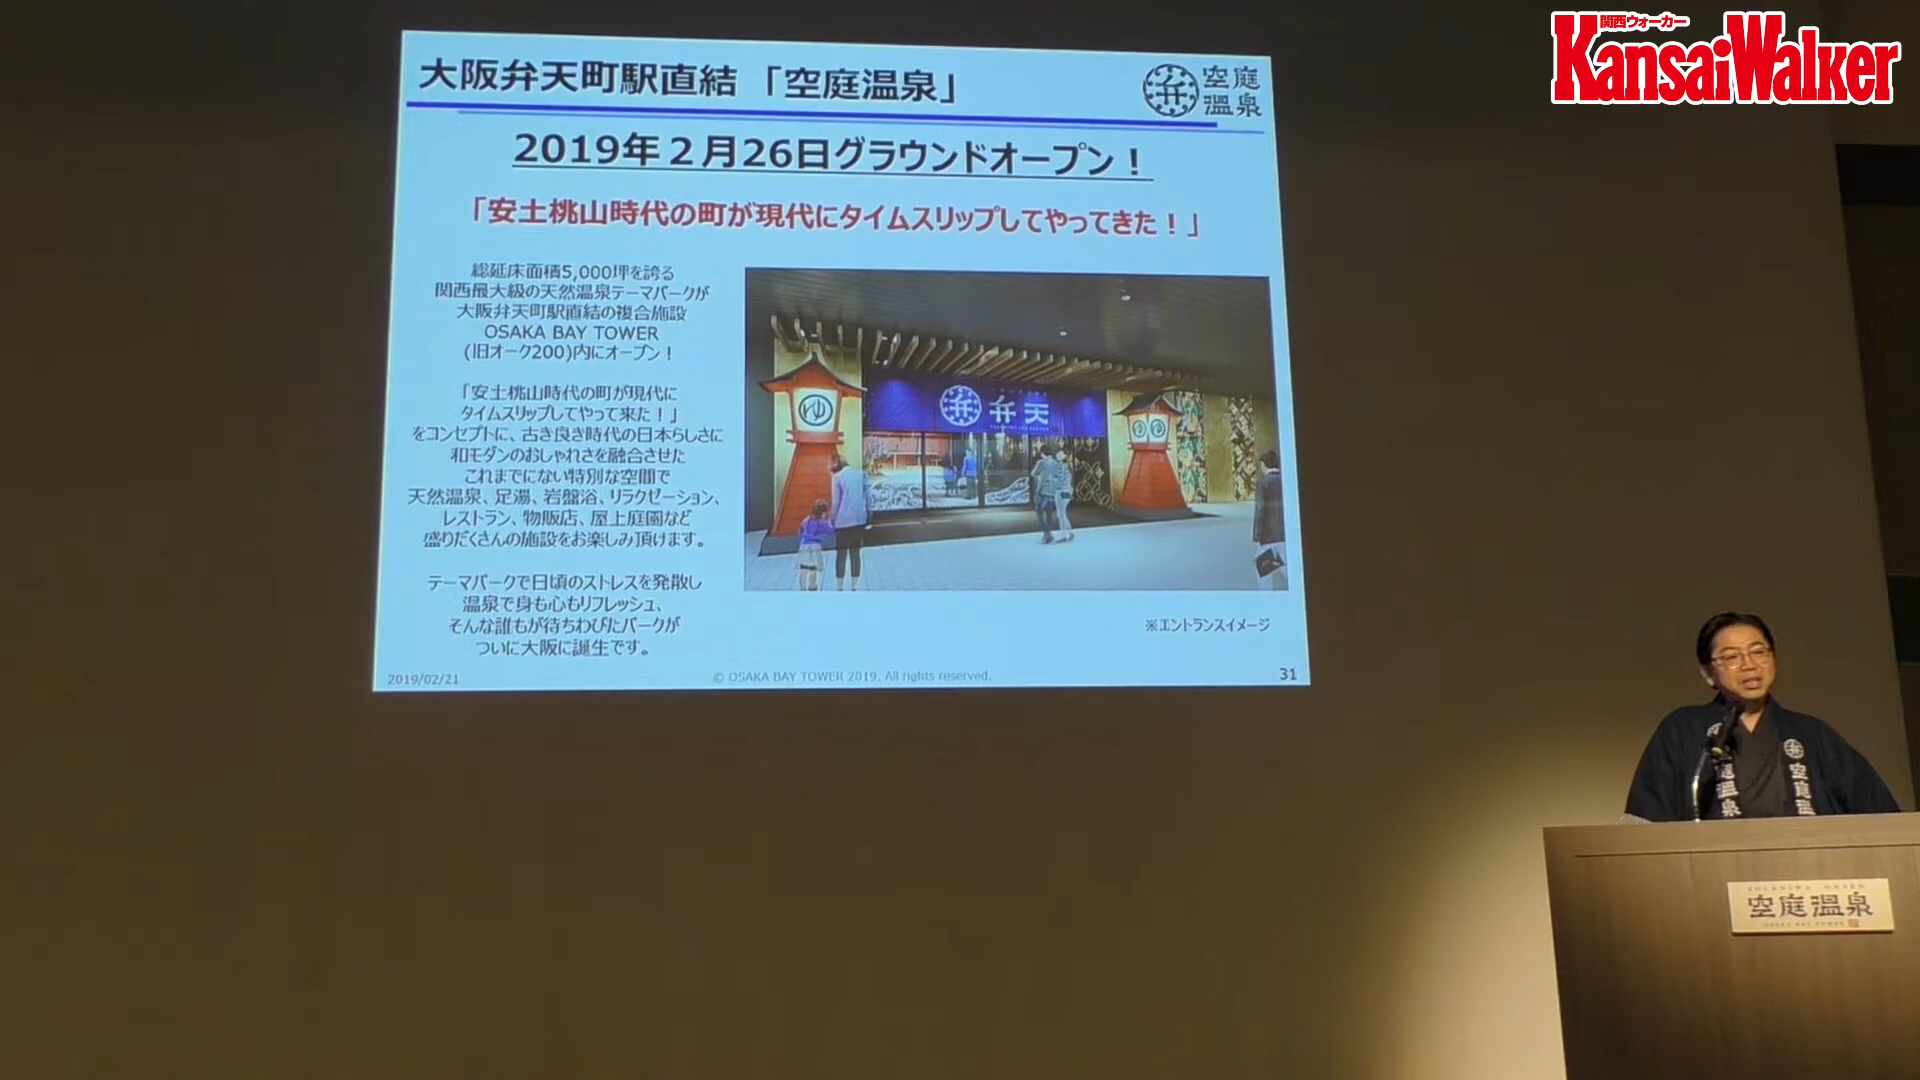 関西ウォーカー
KansaiWalker
大阪弁天町駅直結「空庭温泉」
弁
空庭
温泉
2019年2月26日グラウンドオープン！
「安土桃山時代の町が現代にタイムスリップしてやってきた！」
総延床面積5,000坪を誇る
関西最大級の天然温泉テーマパークが
大阪弁天町駅直結の複合施設
OSAKA BAY TOWER
(旧オーク200)内にオープン！
「安土桃山時代の町が現代に
タイムスリップしてやって来た！」
をコンセプトに、古き良き時代の日本らしさに
和モダンのおしゃれさを融合させた
これまでにない特別な空間で
天然温泉、足湯、岩盤浴、リラクゼーション、
レストラン、物販店、屋上庭園など
盛りだくさんの施設をお楽しみ頂けます。
テーマパークで日頃のストレスを発散し
温泉で身も心もリフレッシュ、
そんな誰もが待ちわびたパークが
ついに大阪に誕生です。
ゆ
弁 弁天
ゆ ゆ
※エントランスイメージ
2019/02/21
© OSAKA BAY TOWER 2019. All rights reserved.
31
弁
空庭温
庭温泉
SOLANIWA ONSEN
空庭温泉
OSAKA BAY TOWER